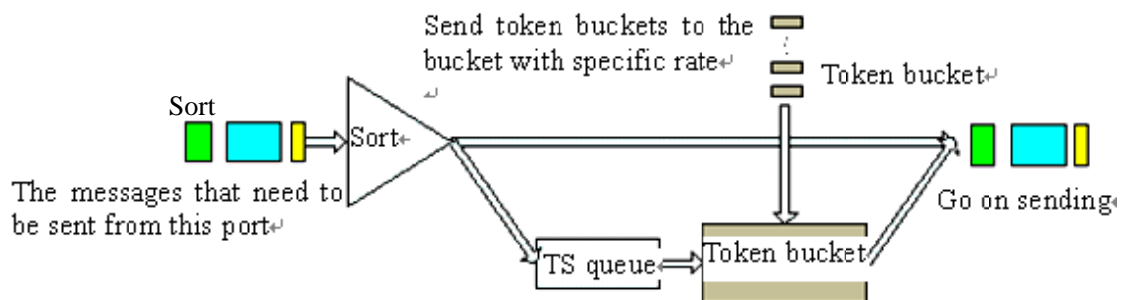 Send token buckets to the
bucket with specific rate↵
↵
Token bucket↵
Sort
Sort↵
The messages that need to
be sent from this port↵
Go on sending↵
TS queue↵
Token bucket↵